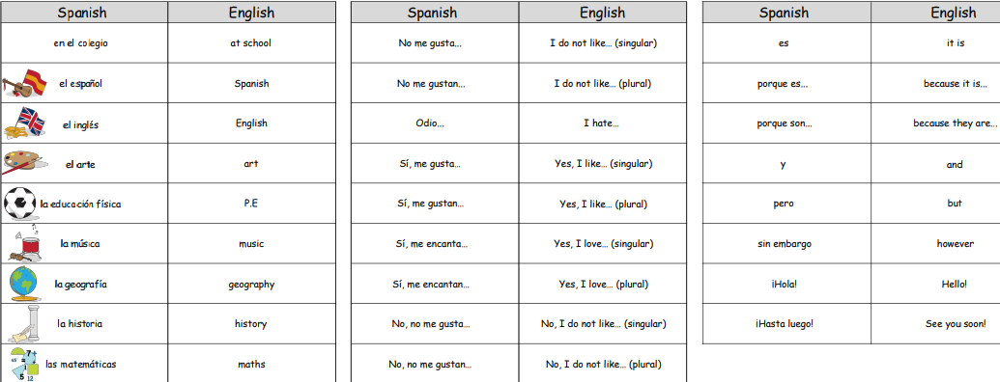 Spanish English
en el colegio at school
el español Spanish
el inglés English
el arte art
la educación física P.E
la música music
la geografía geography
la historia history
las matemáticas maths
Spanish English
No me gusta... I do not like... (singular)
No me gustan... I do not like... (plural)
Odio... I hate...
Sí, me gusta... Yes, I like... (singular)
Sí, me gustan... Yes, I like... (plural)
Sí, me encanta... Yes, I love... (singular)
Sí, me encantan... Yes, I love... (plural)
No, no me gusta... No, I do not like... (singular)
No, no me gustan... No, I do not like... (plural)
Spanish English
es it is
porque es... because it is...
porque son... because they are...
y and
pero but
sin embargo however
¡Hola! Hello!
¡Hasta luego! See you soon!